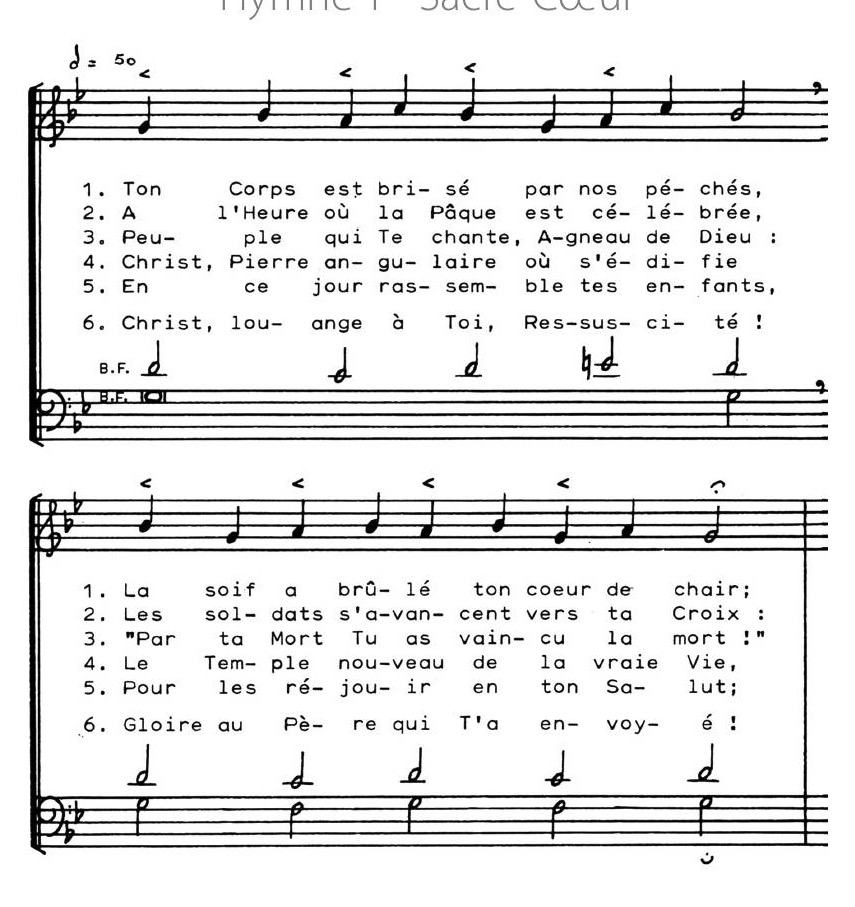 Hymne 1 - Sacré-Cœur
= 50
1. Ton Corps est bri- sé par nos pé- chés,
2. A l'Heure où la Pâque est cé- lé- brée,
3. Peu- ple qui Te chante, A-gneau de Dieu :
4. Christ, Pierre an- gu- laire où s'é- di- fie
5. En ce jour ras- sem- ble tes en- fants,
6. Christ, lou- ange à Toi, Res-sus- ci- té !
B.F.
B.F.
1. La soif a brû- lé ton coeur de chair;
2. Les sol- dats s'a-van- cent vers ta Croix :
3. "Par ta Mort Tu as vain- cu la mort !"
4. Le Tem- ple nou-veau de la vraie Vie,
5. Pour les ré- jou- ir en ton Sa- lut;
6. Gloire au Pè- re qui T'a en- voy- é !